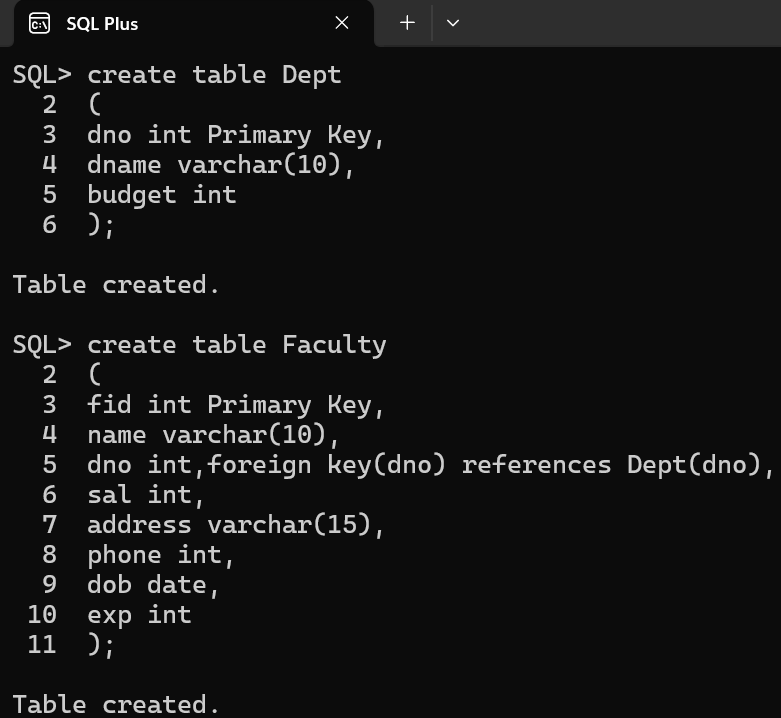 SQL Plus
SQL> create table Dept
2 (
3 dno int Primary Key,
4 dname varchar(10),
5 budget int
6 );
Table created.
SQL> create table Faculty
2 (
3 fid int Primary Key,
4 name varchar(10),
5 dno int,foreign key(dno) references Dept(dno),
6 sal int,
7 address varchar(15),
8 phone int,
9 dob date,
10 exp int
11 );
Table created.